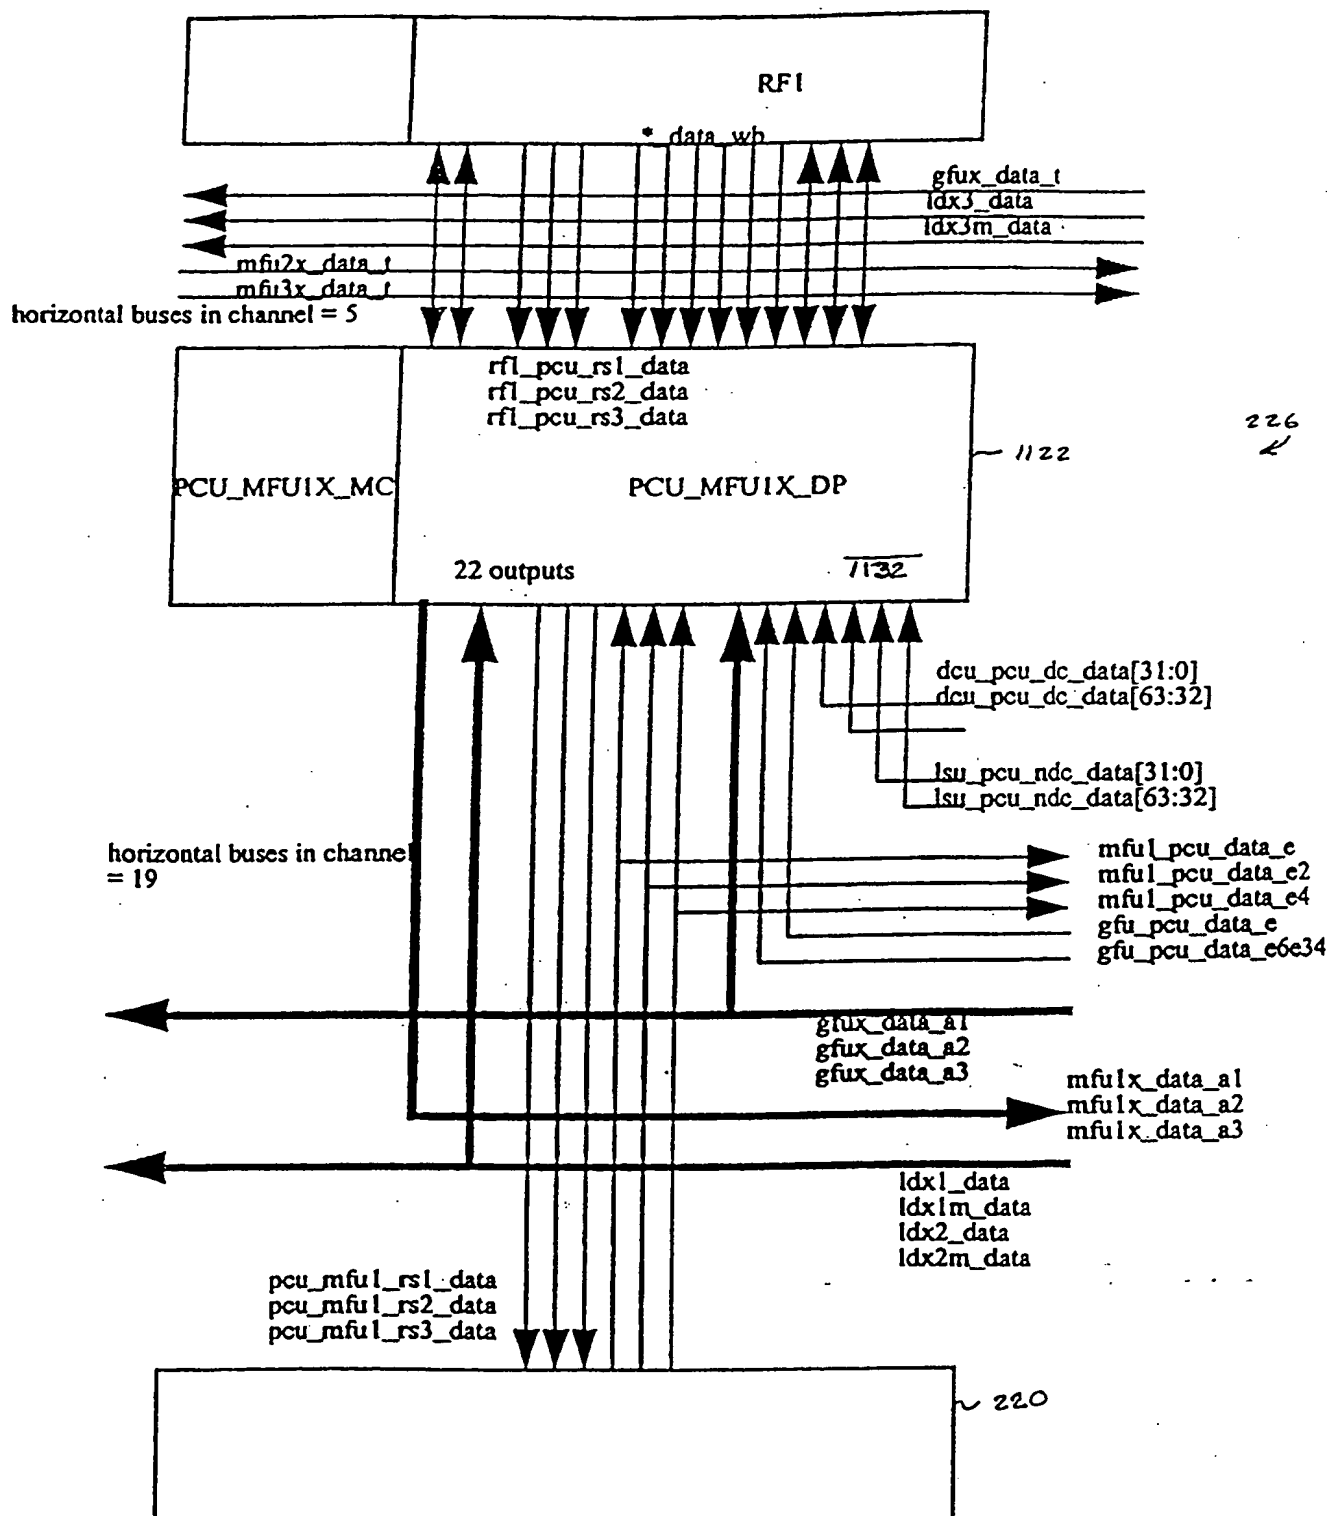 RF1
*_data_wb
gfux_data_t
ldx3_data
ldx3m_data
mfu2x_data_t
mfu3x_data_t
horizontal buses in channel = 5
rf1_pcu_rs1_data
rf1_pcu_rs2_data
rf1_pcu_rs3_data
226
1122
PCU_MFU1X_MC
PCU_MFU1X_DP
22 outputs
1132
dcu_pcu_dc_data[31:0]
dcu_pcu_dc_data[63:32]
lsu_pcu_ndc_data[31:0]
lsu_pcu_ndc_data[63:32]
horizontal buses in channel
= 19
mfu1_pcu_data_e
mfu1_pcu_data_e2
mfu1_pcu_data_e4
gfu_pcu_data_e
gfu_pcu_data_e6e34
gfux_data_a1
gfux_data_a2
gfux_data_a3
mfu1x_data_a1
mfu1x_data_a2
mfu1x_data_a3
ldx1_data
ldx1m_data
ldx2_data
ldx2m_data
pcu_mfu1_rs1_data
pcu_mfu1_rs2_data
pcu_mfu1_rs3_data
220